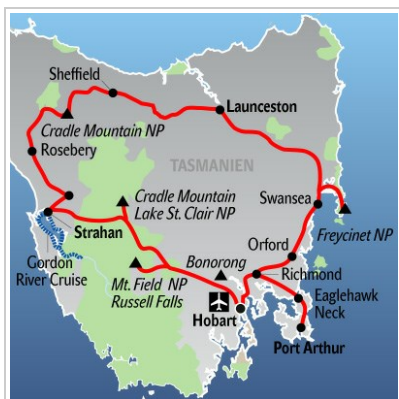 Sheffield
Launceston
Cradle Mountain NP
Rosebery
TASMANIEN
Cradle Mountain
Lake St. Clair NP
Swansea
Strahan
Freycinet NP
Orford
Bonorong
Gordon
River Cruise
Richmond
Mt. Field NP
Russell Falls
Eaglehawk
Neck
Hobart
Port Arthur